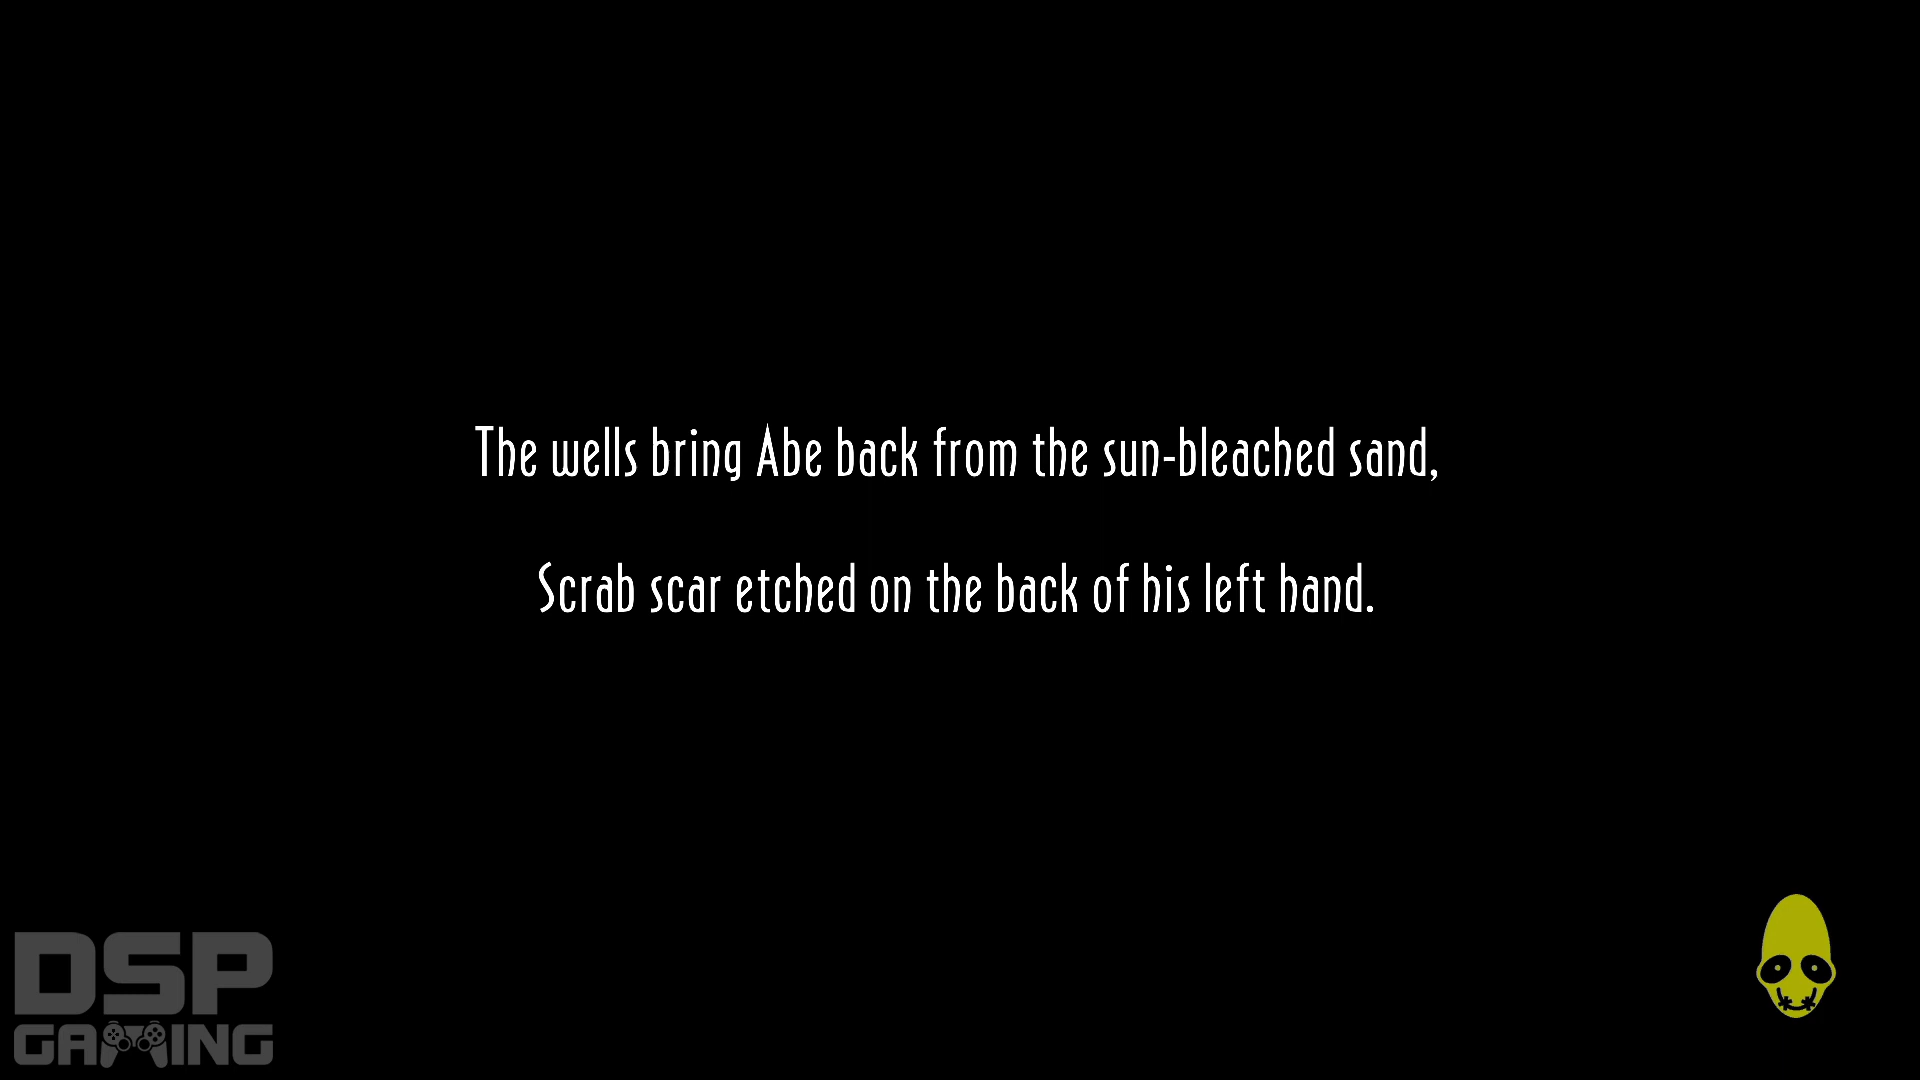 The wells bring Abe back from the sun-bleached sand,
Scrab scar etched on the back of his left hand.
DSP
GAMING